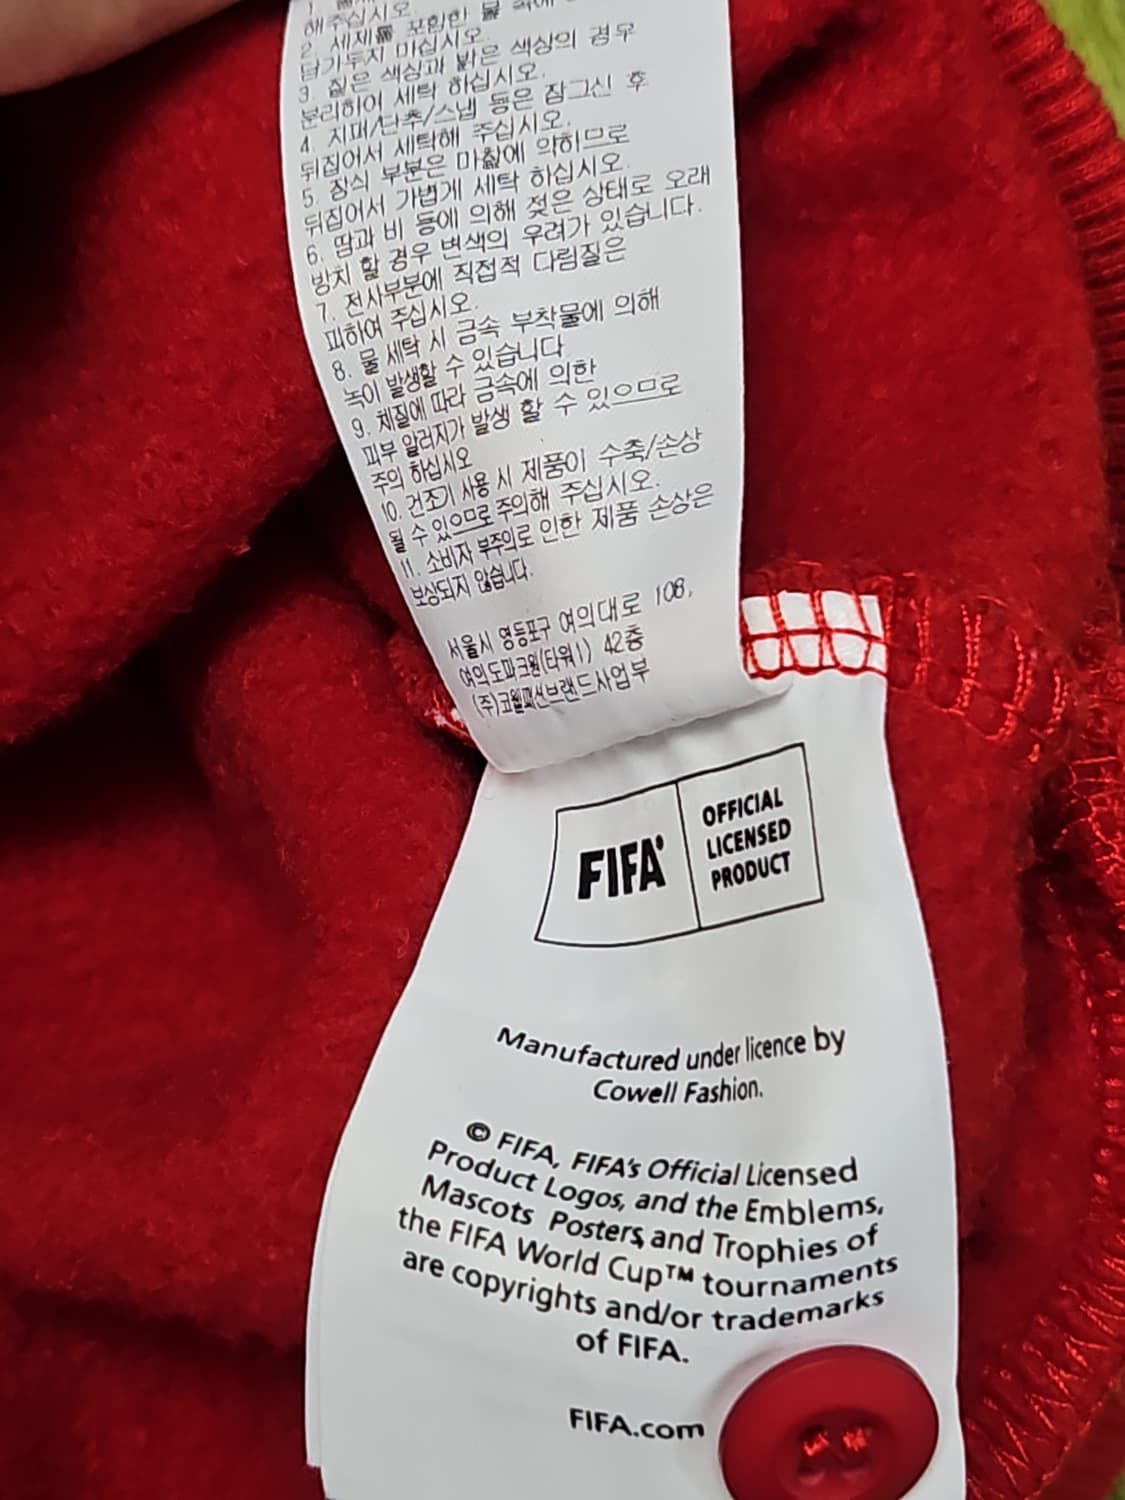 1.
해주십시오.
2. 세제를 포함한 물 속에
담가두지 마십시오.
3. 짙은 색상과 밝은 색상의 경우
분리하여 세탁 하십시오.
4. 지퍼/단추/스냅 등은 잠그신 후
뒤집어서 세탁해 주십시오.
5. 장식 부분은 마찰에 약하므로
뒤집어서 가볍게 세탁 하십시오.
6. 땀과 비 등에 의해 젖은 상태로 오래
방치 할 경우 변색의 우려가 있습니다.
7. 전사부분에 직접적 다림질은
피하여 주십시오.
8. 물 세탁 시 금속 부착물에 의해
녹이 발생할 수 있습니다
9. 체질에 따라 금속에 의한
피부 알러지가 발생 할 수 있으므로
주의 하십시오
10. 건조기 사용 시 제품이 수축/손상
될 수 있으므로 주의해 주십시오.
11. 소비자 부주의로 인한 제품 손상은
보상되지 않습니다.
서울시 영등포구 여의대로 108,
여의도파크원(타워1) 42층
(주)코웰패션브랜드사업부
FIFA®
OFFICIAL
LICENSED
PRODUCT
Manufactured under licence by
Cowell Fashion.
© FIFA, FIFA's Official Licensed
Product Logos, and the Emblems,
Mascots Posters, and Trophies of
the FIFA World Cup™ tournaments
are copyrights and/or trademarks
of FIFA.
FIFA.com